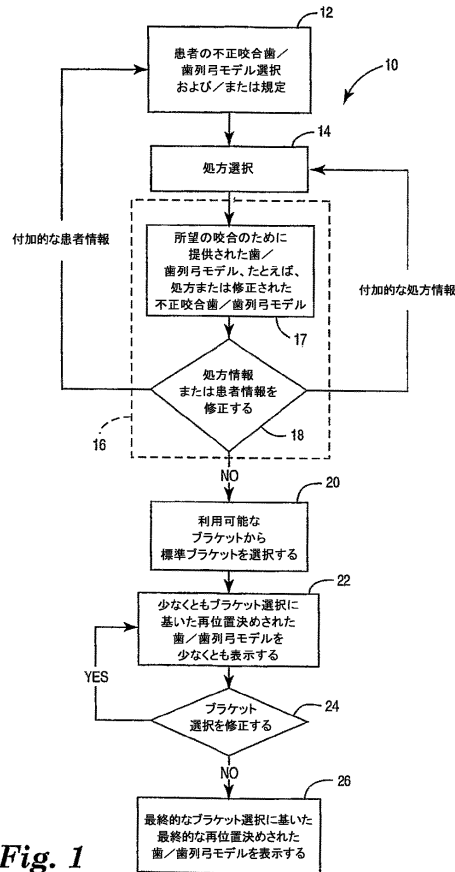 12
患者の不正咬合歯／
歯列弓モデル選択
および／または規定
10
14
処方選択
付加的な患者情報
付加的な処方情報
所望の咬合のために
提供された歯／
歯列弓モデル、たとえば、
処方または修正された
不正咬合歯／歯列弓モデル
17
処方情報
または患者情報を
修正する
16
18
NO
20
利用可能な
ブラケットから
標準ブラケットを選択する
22
少なくともブラケット選択に
基いた再位置決めされた
歯／歯列弓モデルを
少なくとも表示する
YES
24
ブラケット
選択を修正する
NO
26
最終的なブラケット選択に基いた
最終的な再位置決めされた
歯／歯列弓モデルを表示する
Fig. 1